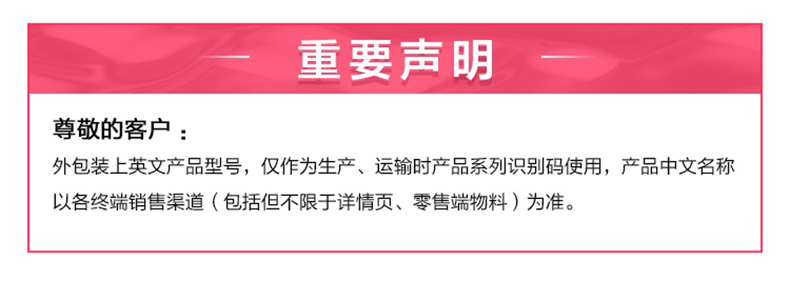 重要声明
尊敬的客户：
外包装上英文产品型号，仅作为生产、运输时产品系列识别码使用，产品中文名称
以各终端销售渠道（包括但不限于详情页、零售端物料）为准。